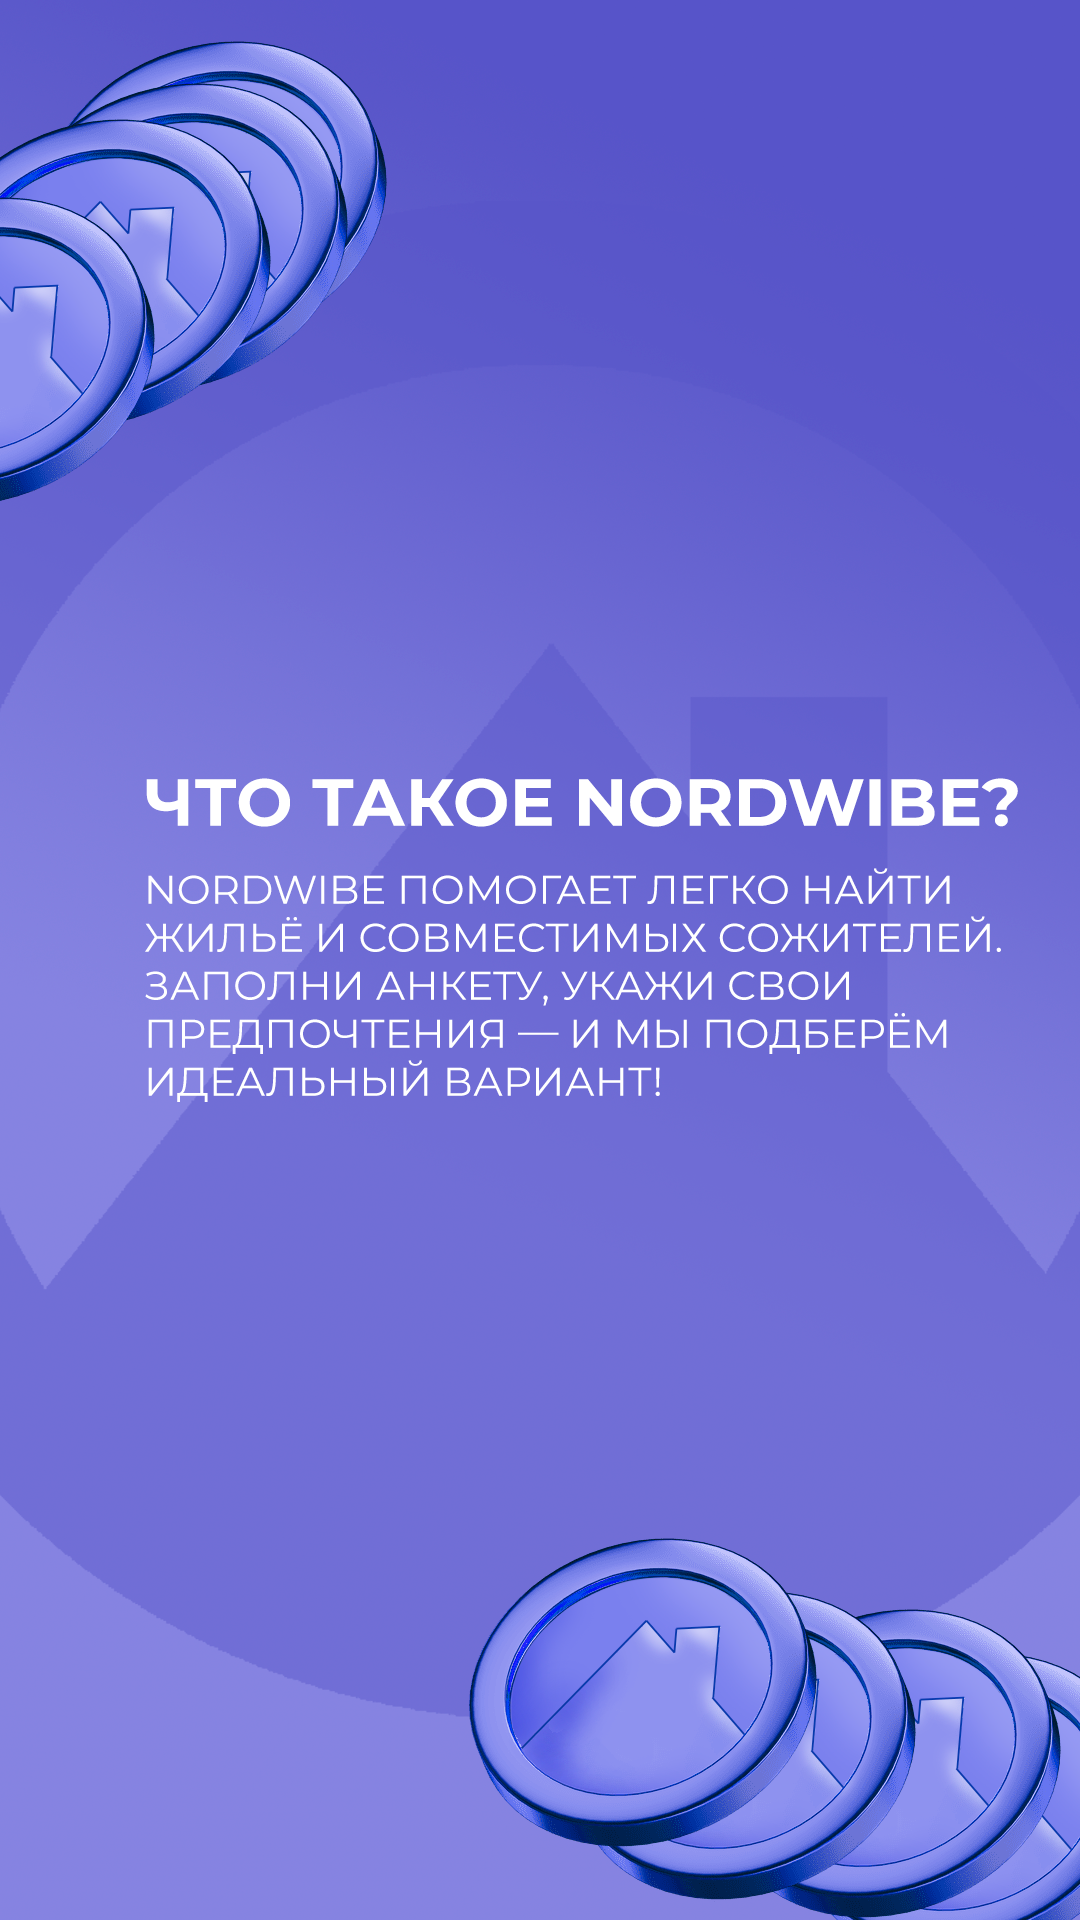 ЧТО ТАКОЕ NORDWIBE?
NORDWIBE ПОМОГАЕТ ЛЕГКО НАЙТИ
ЖИЛЬЁ И СОВМЕСТИМЫХ СОЖИТЕЛЕЙ.
ЗАПОЛНИ АНКЕТУ, УКАЖИ СВОИ
ПРЕДПОЧТЕНИЯ — И МЫ ПОДБЕРЁМ
ИДЕАЛЬНЫЙ ВАРИАНТ!